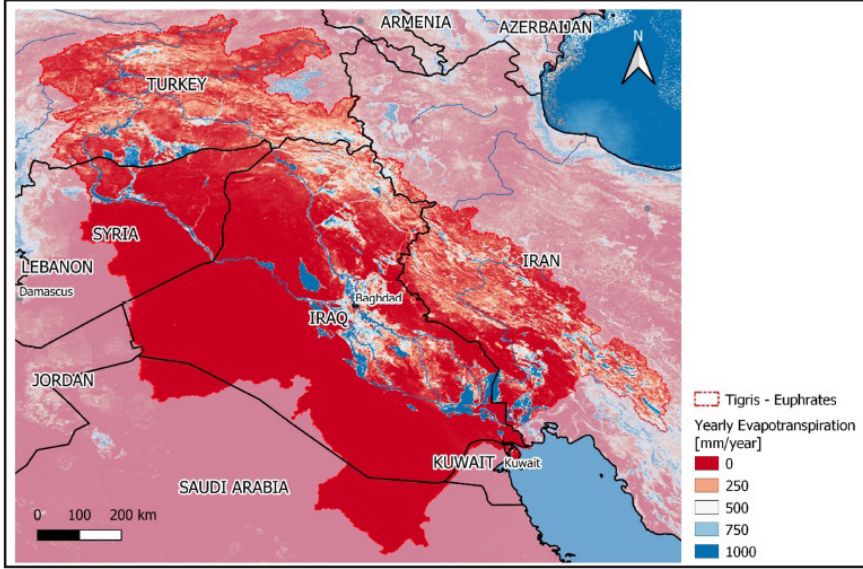 ARMENIA
AZERBAIJAN
N
TURKEY
SYRIA
LEBANON
Damascus
IRAN
Baghdad
IRAQ
JORDAN
KUWAIT
Kuwait
SAUDI ARABIA
0 100 200 km
Tigris - Euphrates
Yearly Evapotranspiration
[mm/year]
0
250
500
750
1000